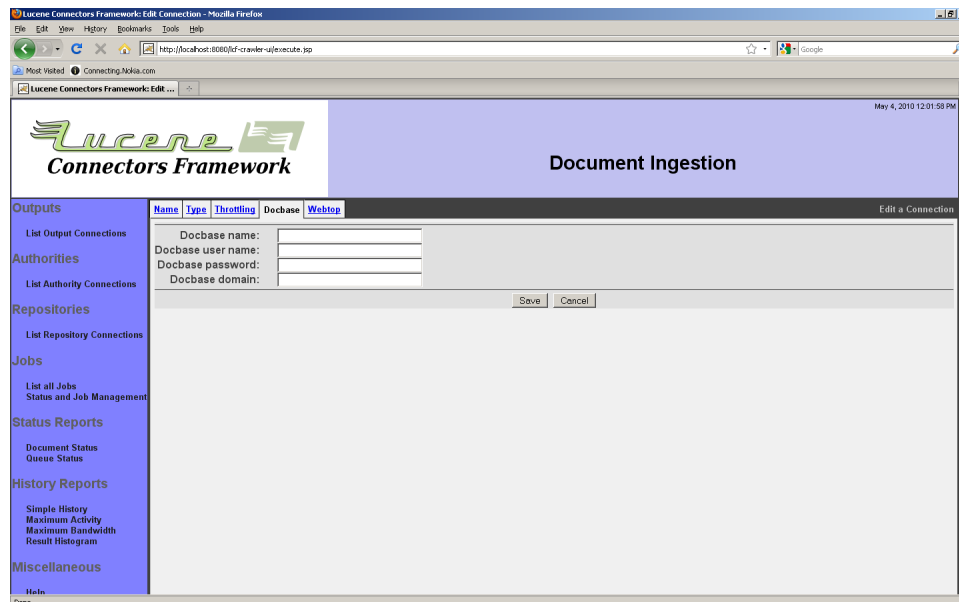 Lucene Connectors Framework: Edit Connection - Mozilla Firefox
File Edit View History Bookmarks Tools Help
http://localhost:8080/lcf-crawler-ui/execute.jsp
Google
Most Visited Connecting.Nokia.com
Lucene Connectors Framework: Edit ...
May 4, 2010 12:01:58 PM
Lucene
Connectors Framework
Document Ingestion
Name Type Throttling Docbase Webtop
Edit a Connection
Outputs
List Output Connections
Authorities
List Authority Connections
Repositories
List Repository Connections
Jobs
List all Jobs
Status and Job Management
Status Reports
Document Status
Queue Status
History Reports
Simple History
Maximum Activity
Maximum Bandwidth
Result Histogram
Miscellaneous
Help
Docbase name:
Docbase user name:
Docbase password:
Docbase domain:
Save Cancel
Done